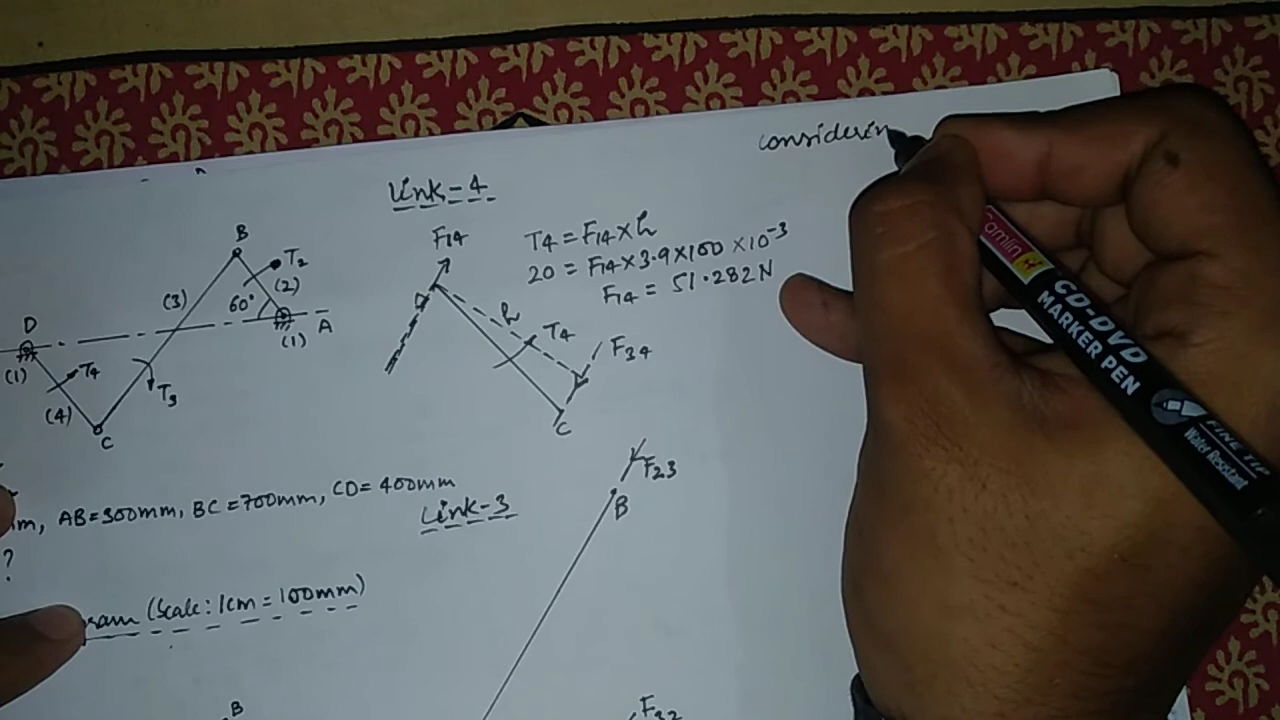 considerin
Link-4
F14
T4 = F14 × h
20 = F14 × 3.9 × 100 × 10^-3
F14 = 51.282 N
h
T4
F34
C
B
T2
(2)
(3)
60°
D
A
(1)
(1)
T4
T3
(4)
C
m, AB=300mm, BC=700mm, CD=400mm
?
Link-3
F23
B
ram (Scale: 1cm = 100mm)
B
F32
Camlin
CD-DVD
MARKER PEN
FINE TIP
Water Resistant